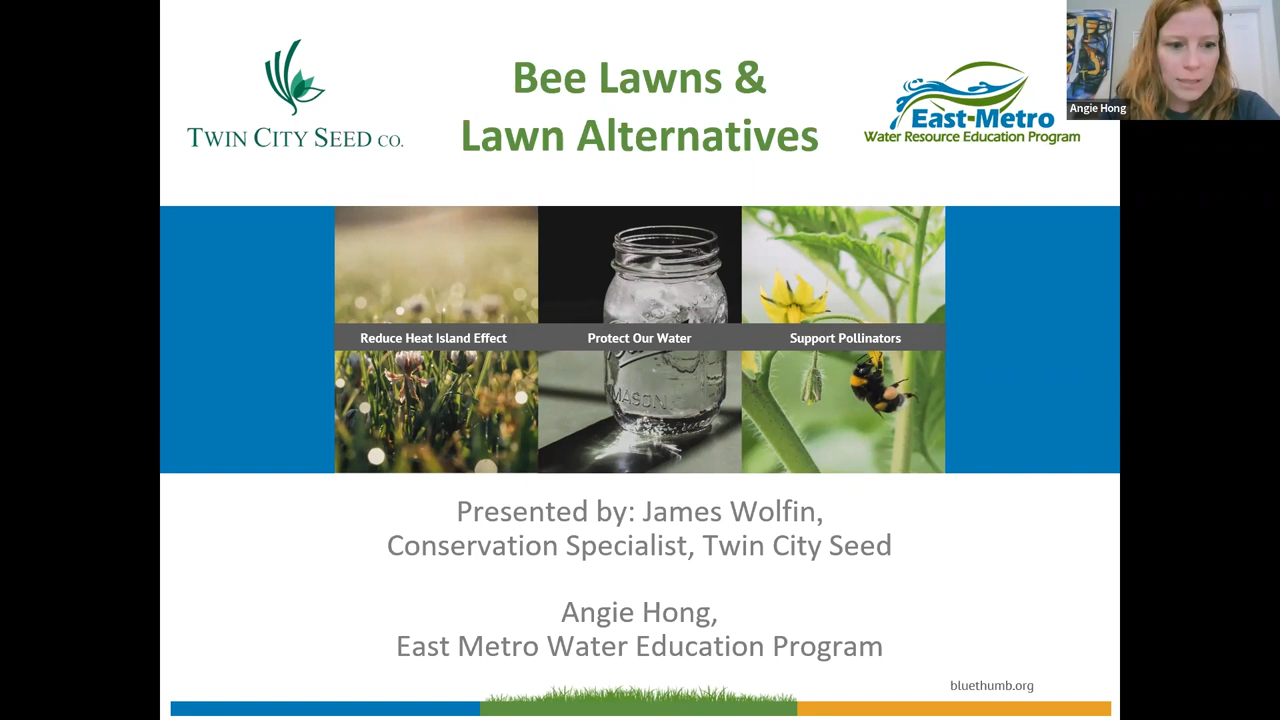 TWIN CITY SEED CO.
Bee Lawns &
Lawn Alternatives
East-Metro
Water Resource Education Program
Angie Hong
Reduce Heat Island Effect
Protect Our Water
Support Pollinators
MASON
Presented by: James Wolfin,
Conservation Specialist, Twin City Seed
Angie Hong,
East Metro Water Education Program
bluethumb.org